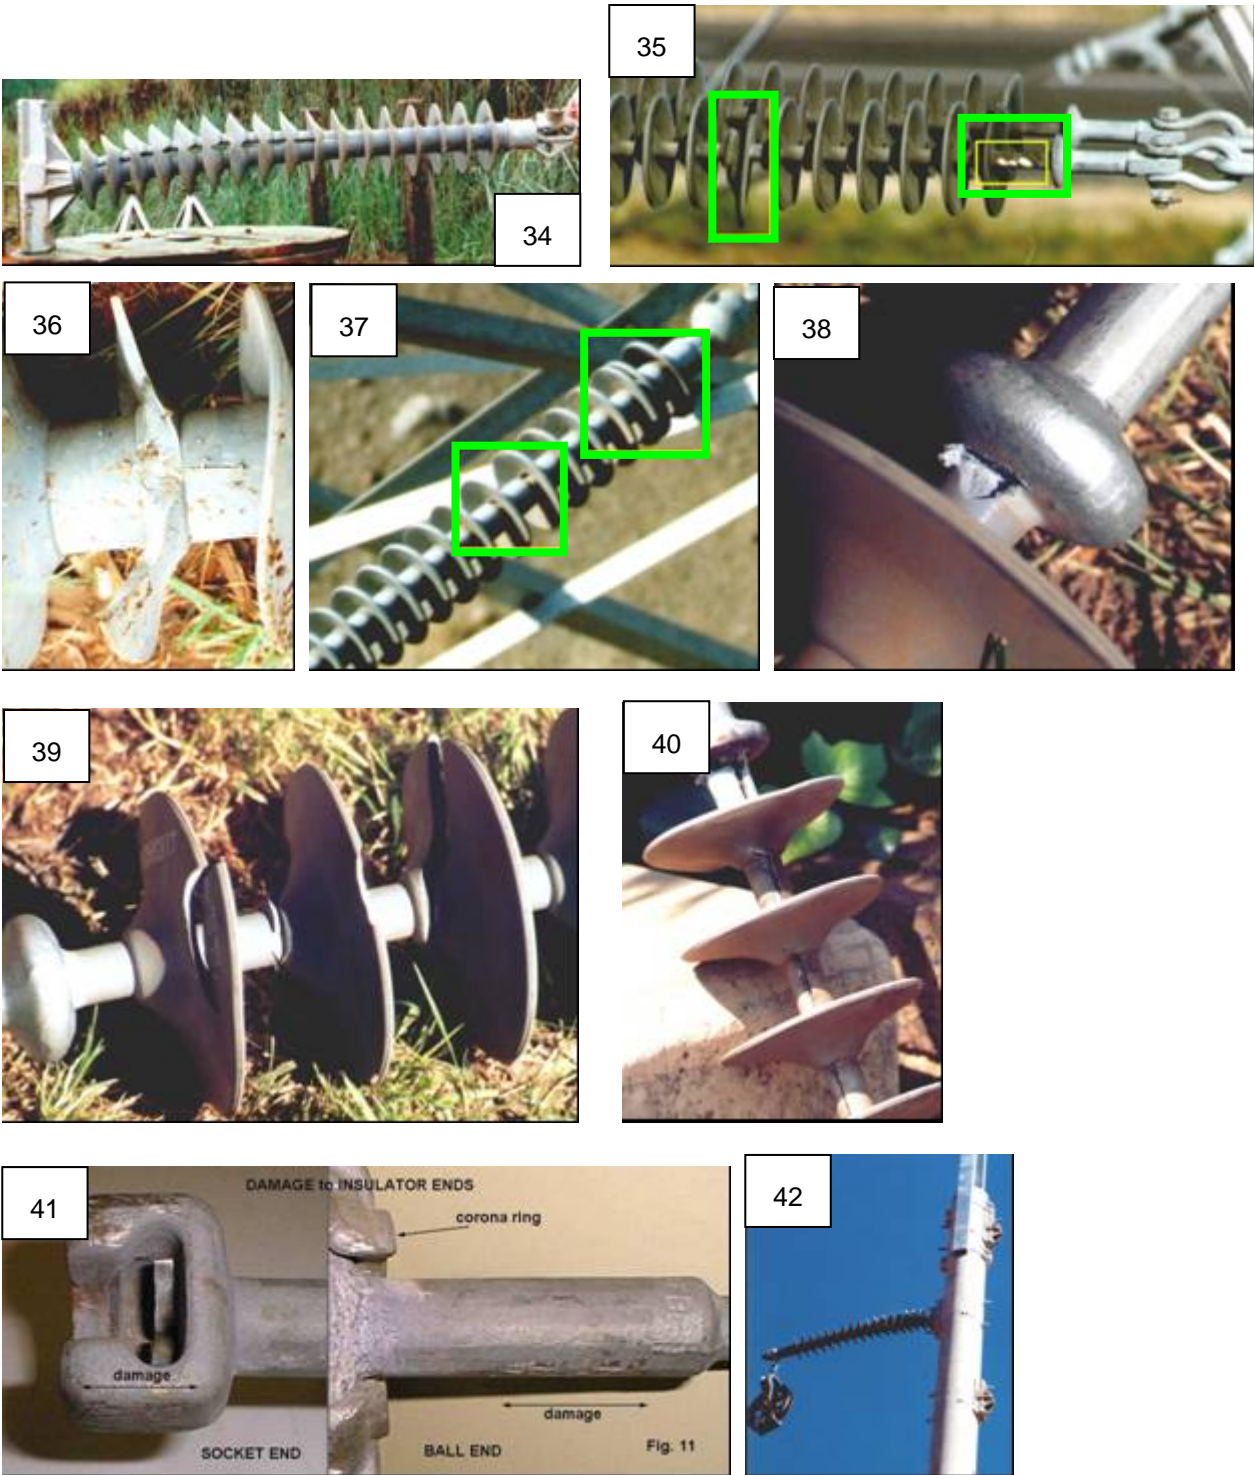 35
34
36
37
38
39
40
41
DAMAGE to INSULATOR ENDS
corona ring
damage
damage
SOCKET END
BALL END
Fig. 11
42